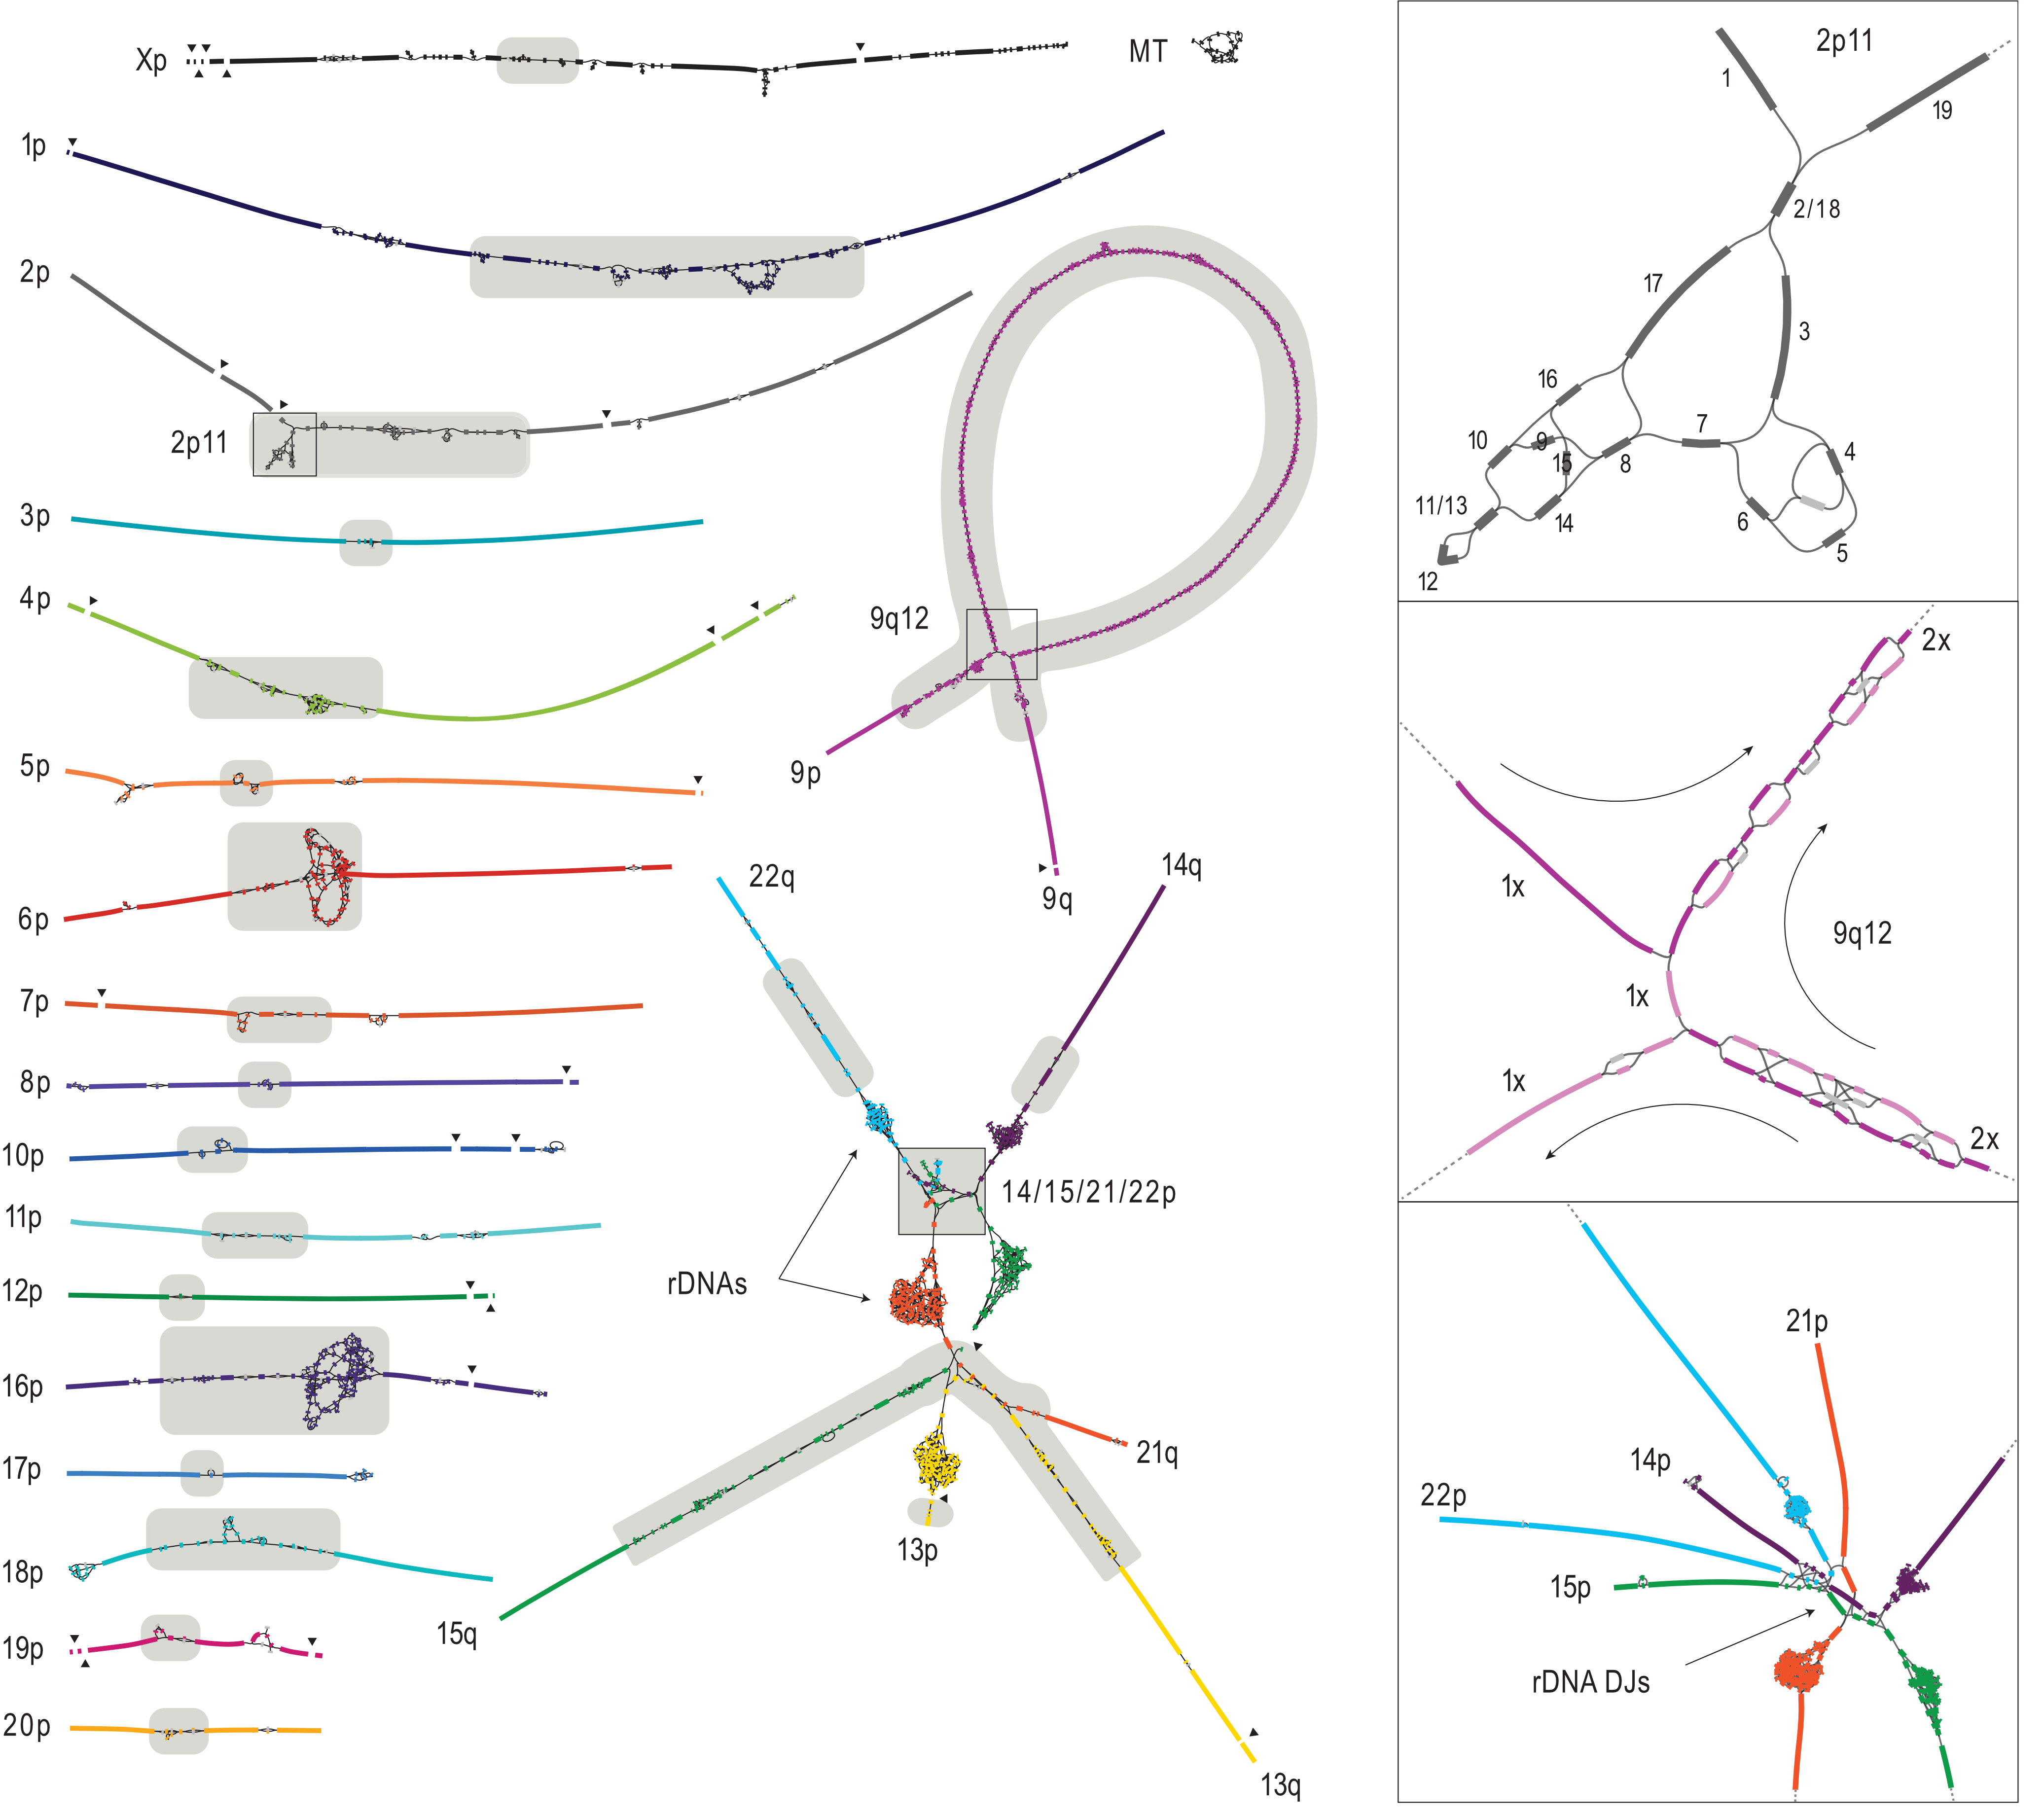 Xp
MT
1p
2p
2p11
3p
4p
5p
6p
7p
8p
10p
11p
12p
16p
17p
18p
19p
20p
9q12
9p
9q
22q
14q
14/15/21/22p
rDNAs
21q
13p
15q
13q
2p11
1
19
2/18
17
3
16
7
10
9
15
8
4
11/13
14
6
5
12
2x
1x
9q12
1x
1x
2x
21p
14p
22p
15p
rDNA DJs